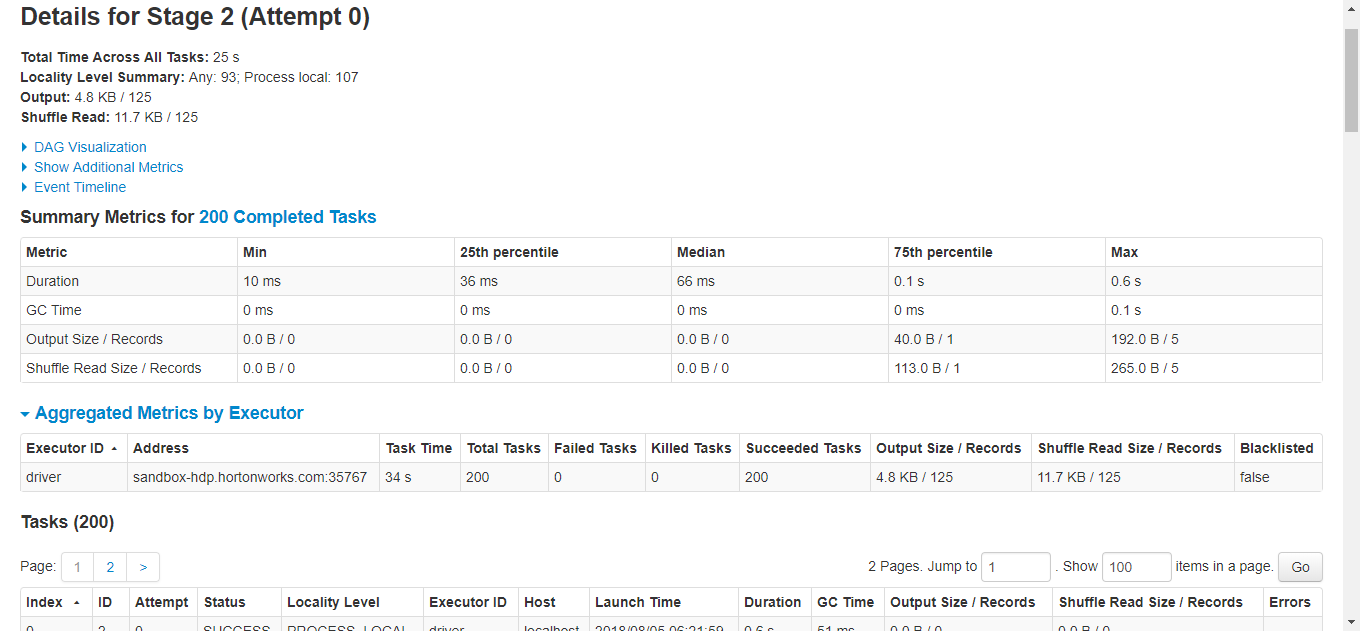 Details for Stage 2 (Attempt 0)
Total Time Across All Tasks: 25 s
Locality Level Summary: Any: 93; Process local: 107
Output: 4.8 KB / 125
Shuffle Read: 11.7 KB / 125
DAG Visualization
Show Additional Metrics
Event Timeline
Summary Metrics for 200 Completed Tasks
Metric Min 25th percentile Median 75th percentile Max
Duration 10 ms 36 ms 66 ms 0.1 s 0.6 s
GC Time 0 ms 0 ms 0 ms 0 ms 0.1 s
Output Size / Records 0.0 B / 0 0.0 B / 0 0.0 B / 0 40.0 B / 1 192.0 B / 5
Shuffle Read Size / Records 0.0 B / 0 0.0 B / 0 0.0 B / 0 113.0 B / 1 265.0 B / 5
Aggregated Metrics by Executor
Executor ID Address Task Time Total Tasks Failed Tasks Killed Tasks Succeeded Tasks Output Size / Records Shuffle Read Size / Records Blacklisted
driver sandbox-hdp.hortonworks.com:35767 34 s 200 0 0 200 4.8 KB / 125 11.7 KB / 125 false
Tasks (200)
Page: 1 2 > 2 Pages. Jump to 1 . Show 100 items in a page. Go
Index ID Attempt Status Locality Level Executor ID Host Launch Time Duration GC Time Output Size / Records Shuffle Read Size / Records Errors
0 2 0 SUCCESS PROCESS_LOCAL driver localhost 2018/08/05 06:21:59 0.6 s 51 ms 0.0 B / 0 0.0 B / 0